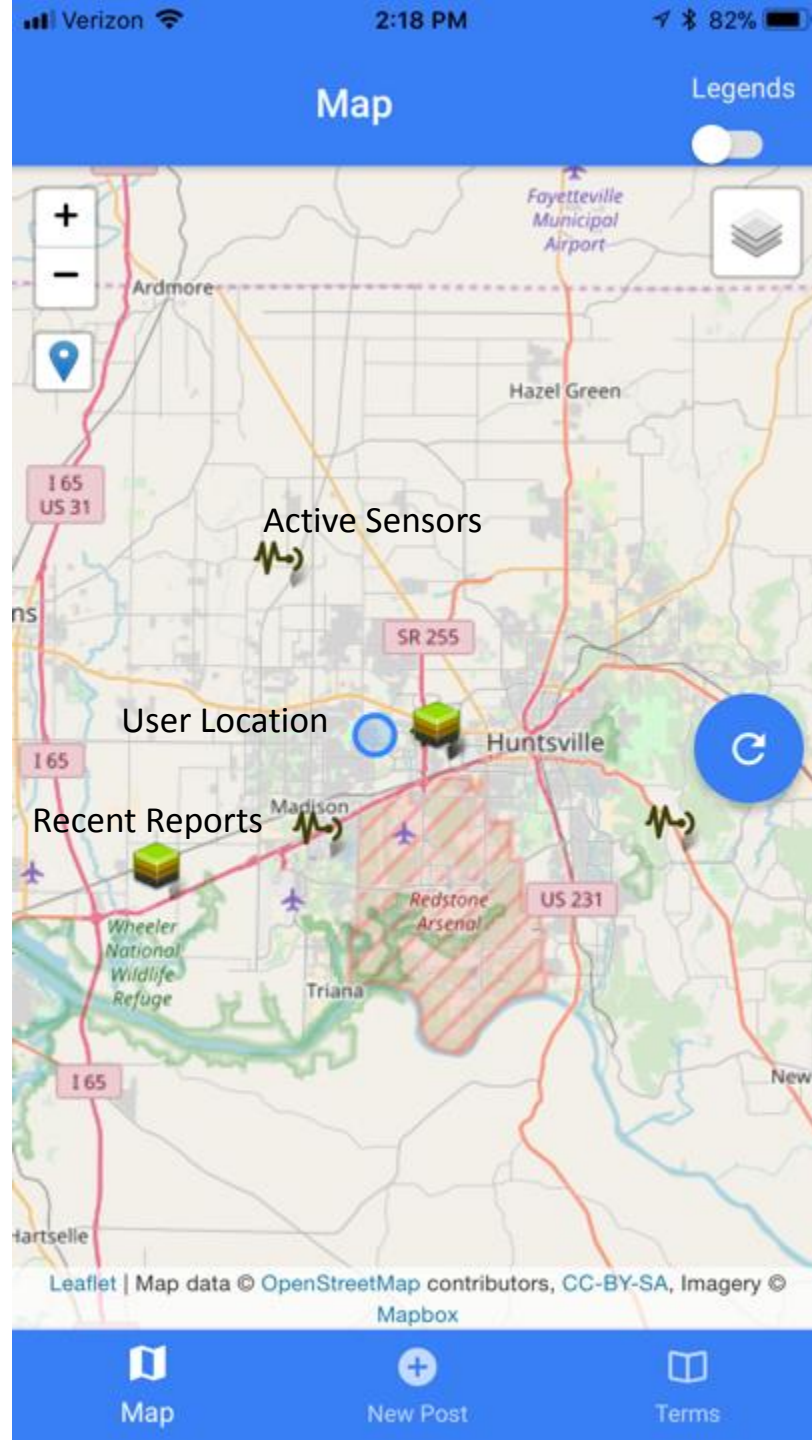 Verizon 2:18 PM 82%
Map
Legends
+
Fayetteville
Municipal
Airport
−
Ardmore
Hazel Green
I 65
US 31
Active Sensors
ns
SR 255
User Location
Huntsville
I 65
Madison
Recent Reports
Redstone
Arsenal
US 231
Wheeler
National
Wildlife
Refuge
Triana
I 65
New
Hartselle
Leaflet | Map data © OpenStreetMap contributors, CC-BY-SA, Imagery ©
Mapbox
Map New Post Terms